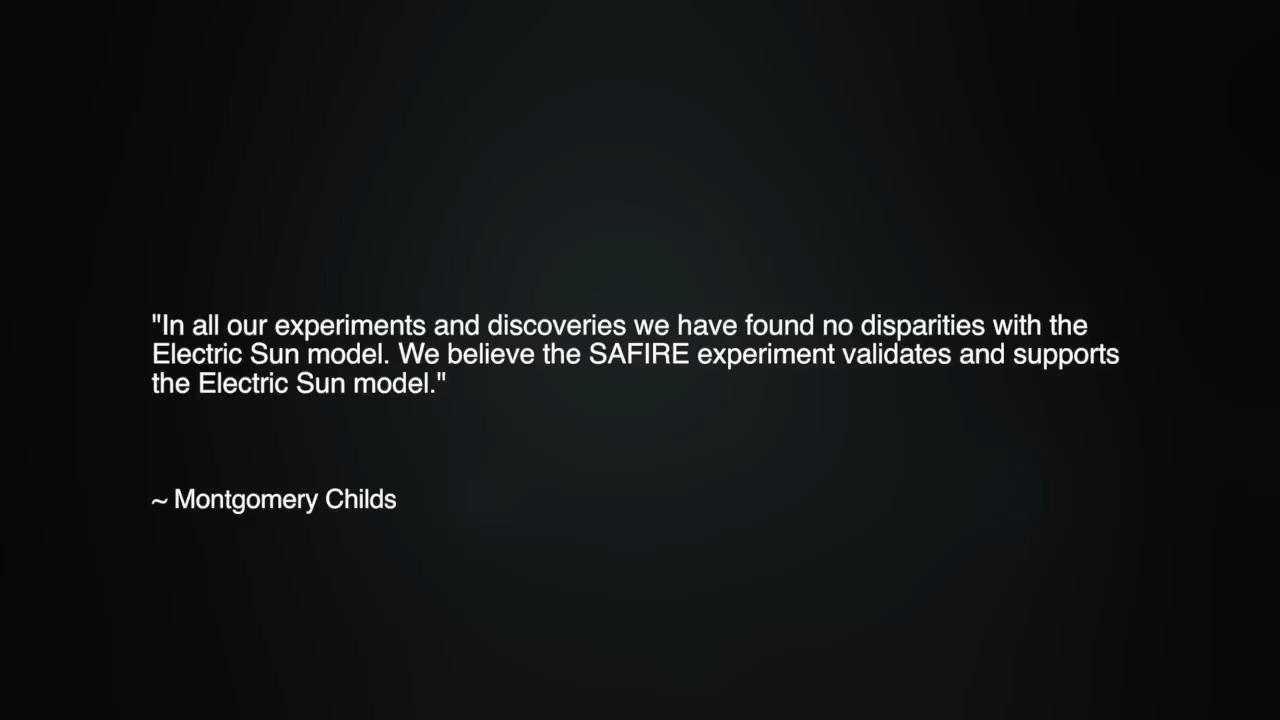 "In all our experiments and discoveries we have found no disparities with the
Electric Sun model. We believe the SAFIRE experiment validates and supports
the Electric Sun model."
~ Montgomery Childs